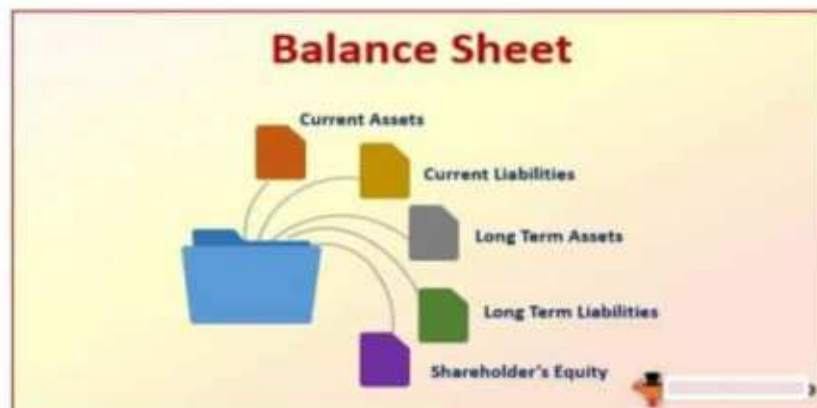 Balance Sheet
Current Assets
Current Liabilities
Long Term Assets
Long Term Liabilities
Shareholder's Equity